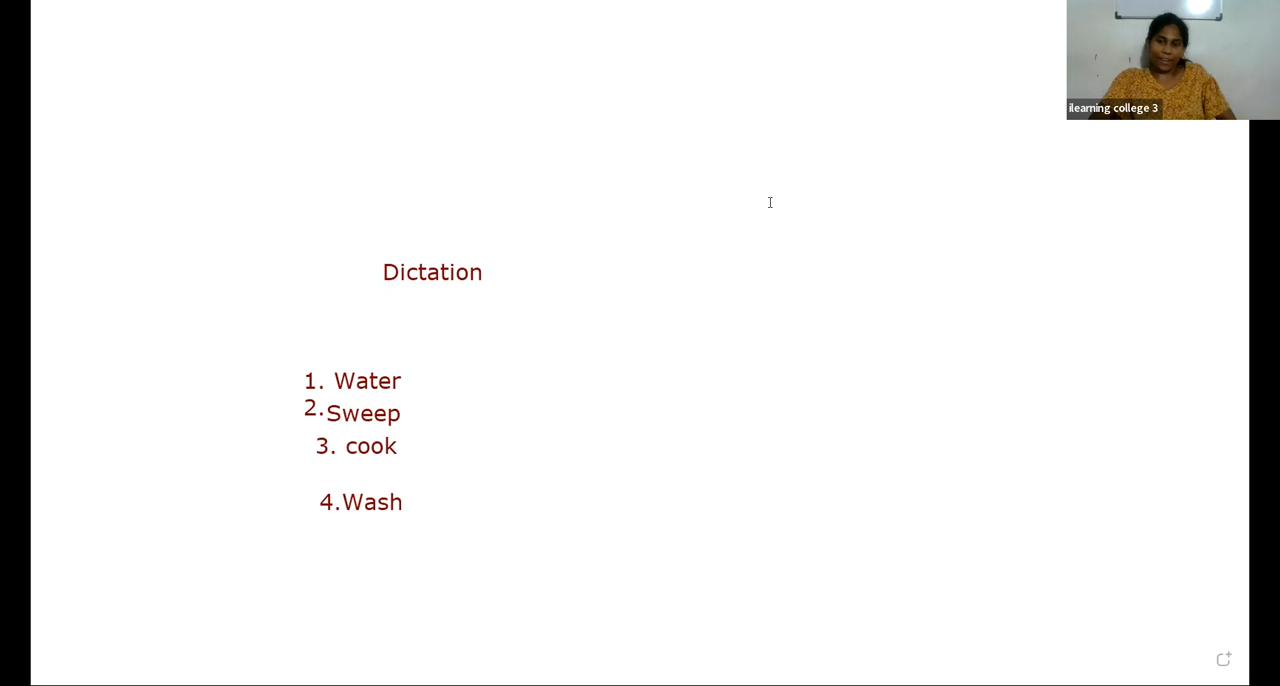 ilearning college 3
Dictation
1. Water
2.Sweep
3. cook
4.Wash